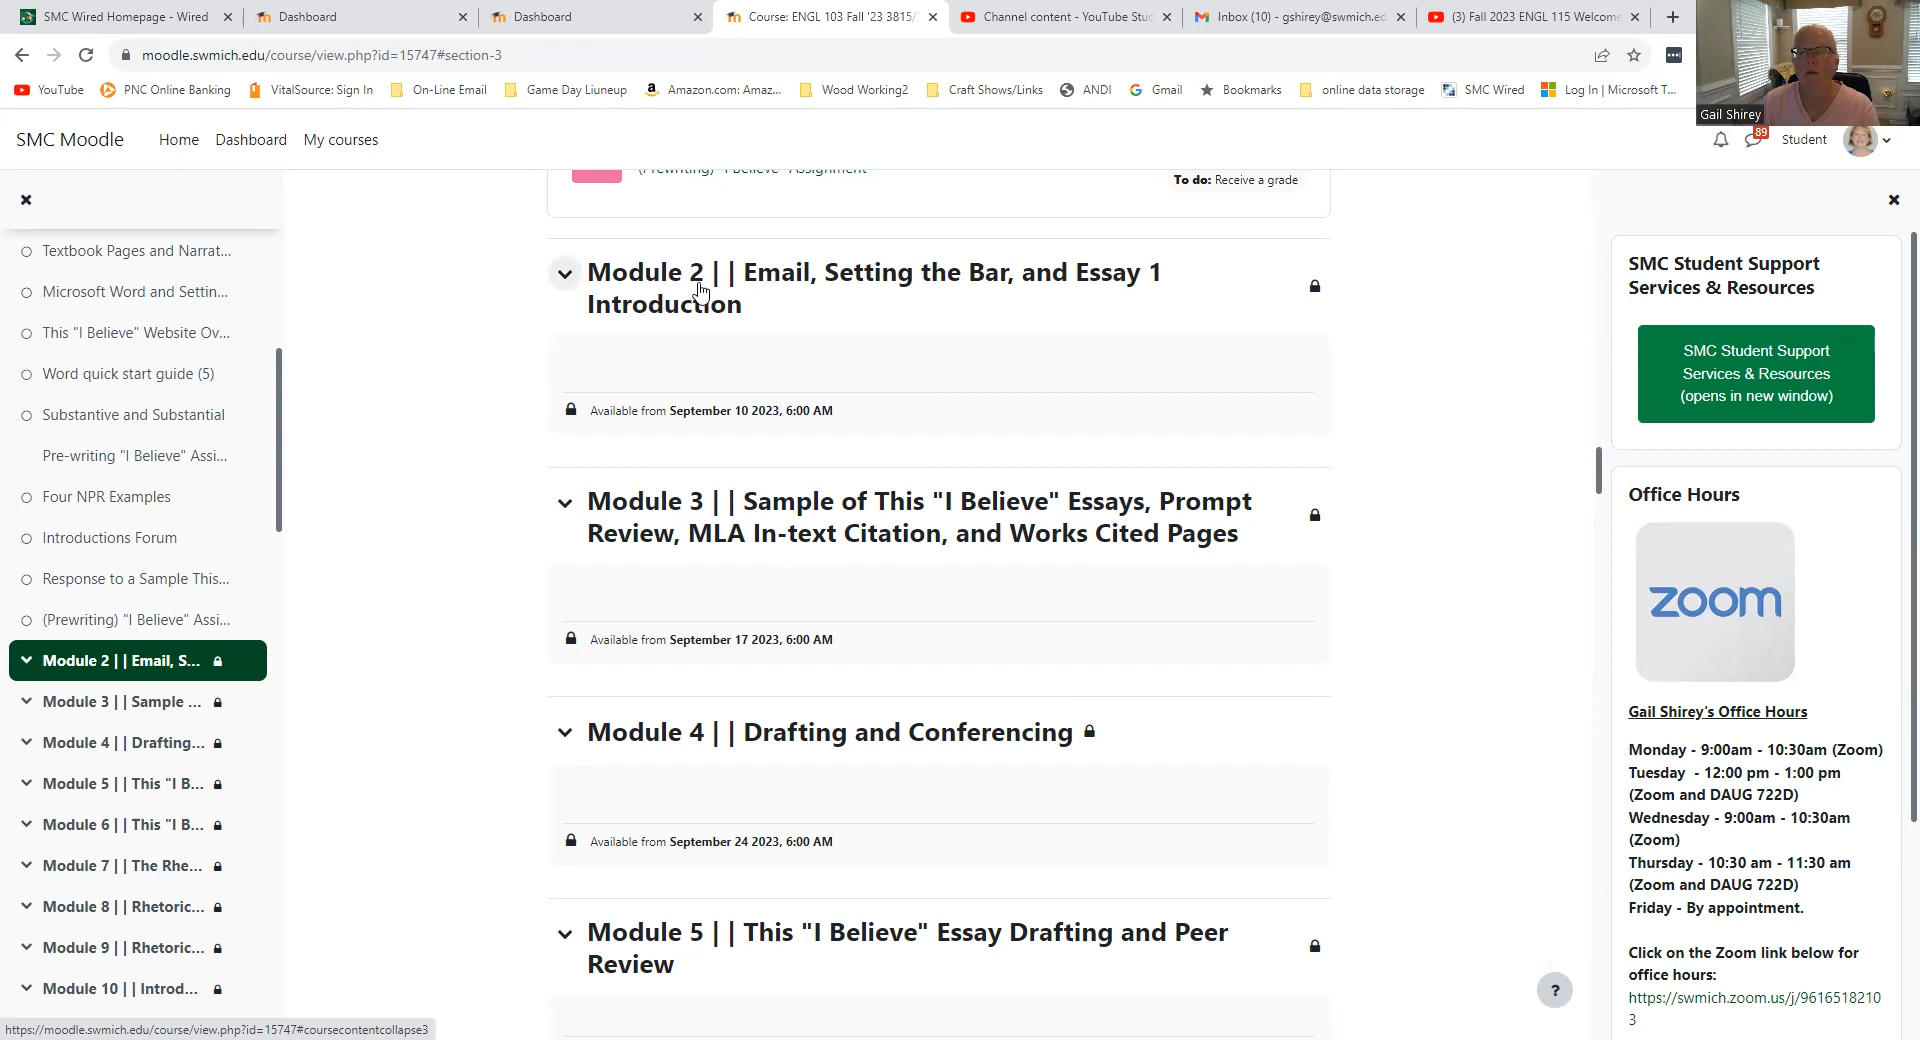 SMC Wired Homepage - Wired
Dashboard
Dashboard
Course: ENGL 103 Fall '23 3815/
Channel content - YouTube Stud
Inbox (10) - gshirey@swmich.ed
(3) Fall 2023 ENGL 115 Welcome
moodle.swmich.edu/course/view.php?id=15747#section-3
YouTube
PNC Online Banking
VitalSource: Sign In
On-Line Email
Game Day Liuneup
Amazon.com: Amaz...
Wood Working2
Craft Shows/Links
ANDI
Gmail
Bookmarks
online data storage
SMC Wired
Log In | Microsoft T...
Gail Shirey
SMC Moodle
Home
Dashboard
My courses
89
Student
Textbook Pages and Narrat...
Microsoft Word and Settin...
This "I Believe" Website Ov...
Word quick start guide (5)
Substantive and Substantial
Pre-writing "I Believe" Assi...
Four NPR Examples
Introductions Forum
Response to a Sample This...
(Prewriting) "I Believe" Assi...
Module 2 | | Email, S...
Module 3 | | Sample ...
Module 4 | | Drafting...
Module 5 | | This "I B...
Module 6 | | This "I B...
Module 7 | | The Rhe...
Module 8 | | Rhetoric...
Module 9 | | Rhetoric...
Module 10 | | Introd...
https://moodle.swmich.edu/course/view.php?id=15747#coursecontentcollapse3
(Prewriting) "I Believe" Assignment
To do: Receive a grade
Module 2 | | Email, Setting the Bar, and Essay 1
Introduction
Available from September 10 2023, 6:00 AM
Module 3 | | Sample of This "I Believe" Essays, Prompt
Review, MLA In-text Citation, and Works Cited Pages
Available from September 17 2023, 6:00 AM
Module 4 | | Drafting and Conferencing
Available from September 24 2023, 6:00 AM
Module 5 | | This "I Believe" Essay Drafting and Peer
Review
?
SMC Student Support
Services & Resources
SMC Student Support
Services & Resources
(opens in new window)
Office Hours
zoom
Gail Shirey's Office Hours
Monday - 9:00am - 10:30am (Zoom)
Tuesday - 12:00 pm - 1:00 pm
(Zoom and DAUG 722D)
Wednesday - 9:00am - 10:30am
(Zoom)
Thursday - 10:30 am - 11:30 am
(Zoom and DAUG 722D)
Friday - By appointment.
Click on the Zoom link below for
office hours:
https://swmich.zoom.us/j/9616518210
3